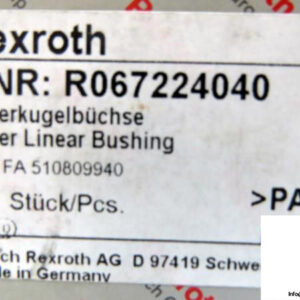 exroth
NR: R067224040
erkugelbüchse
er Linear Bushing
FA 510809940
Stück/Pcs. >PA
ch Rexroth AG D 97419 Schwe
de in Germany
Info